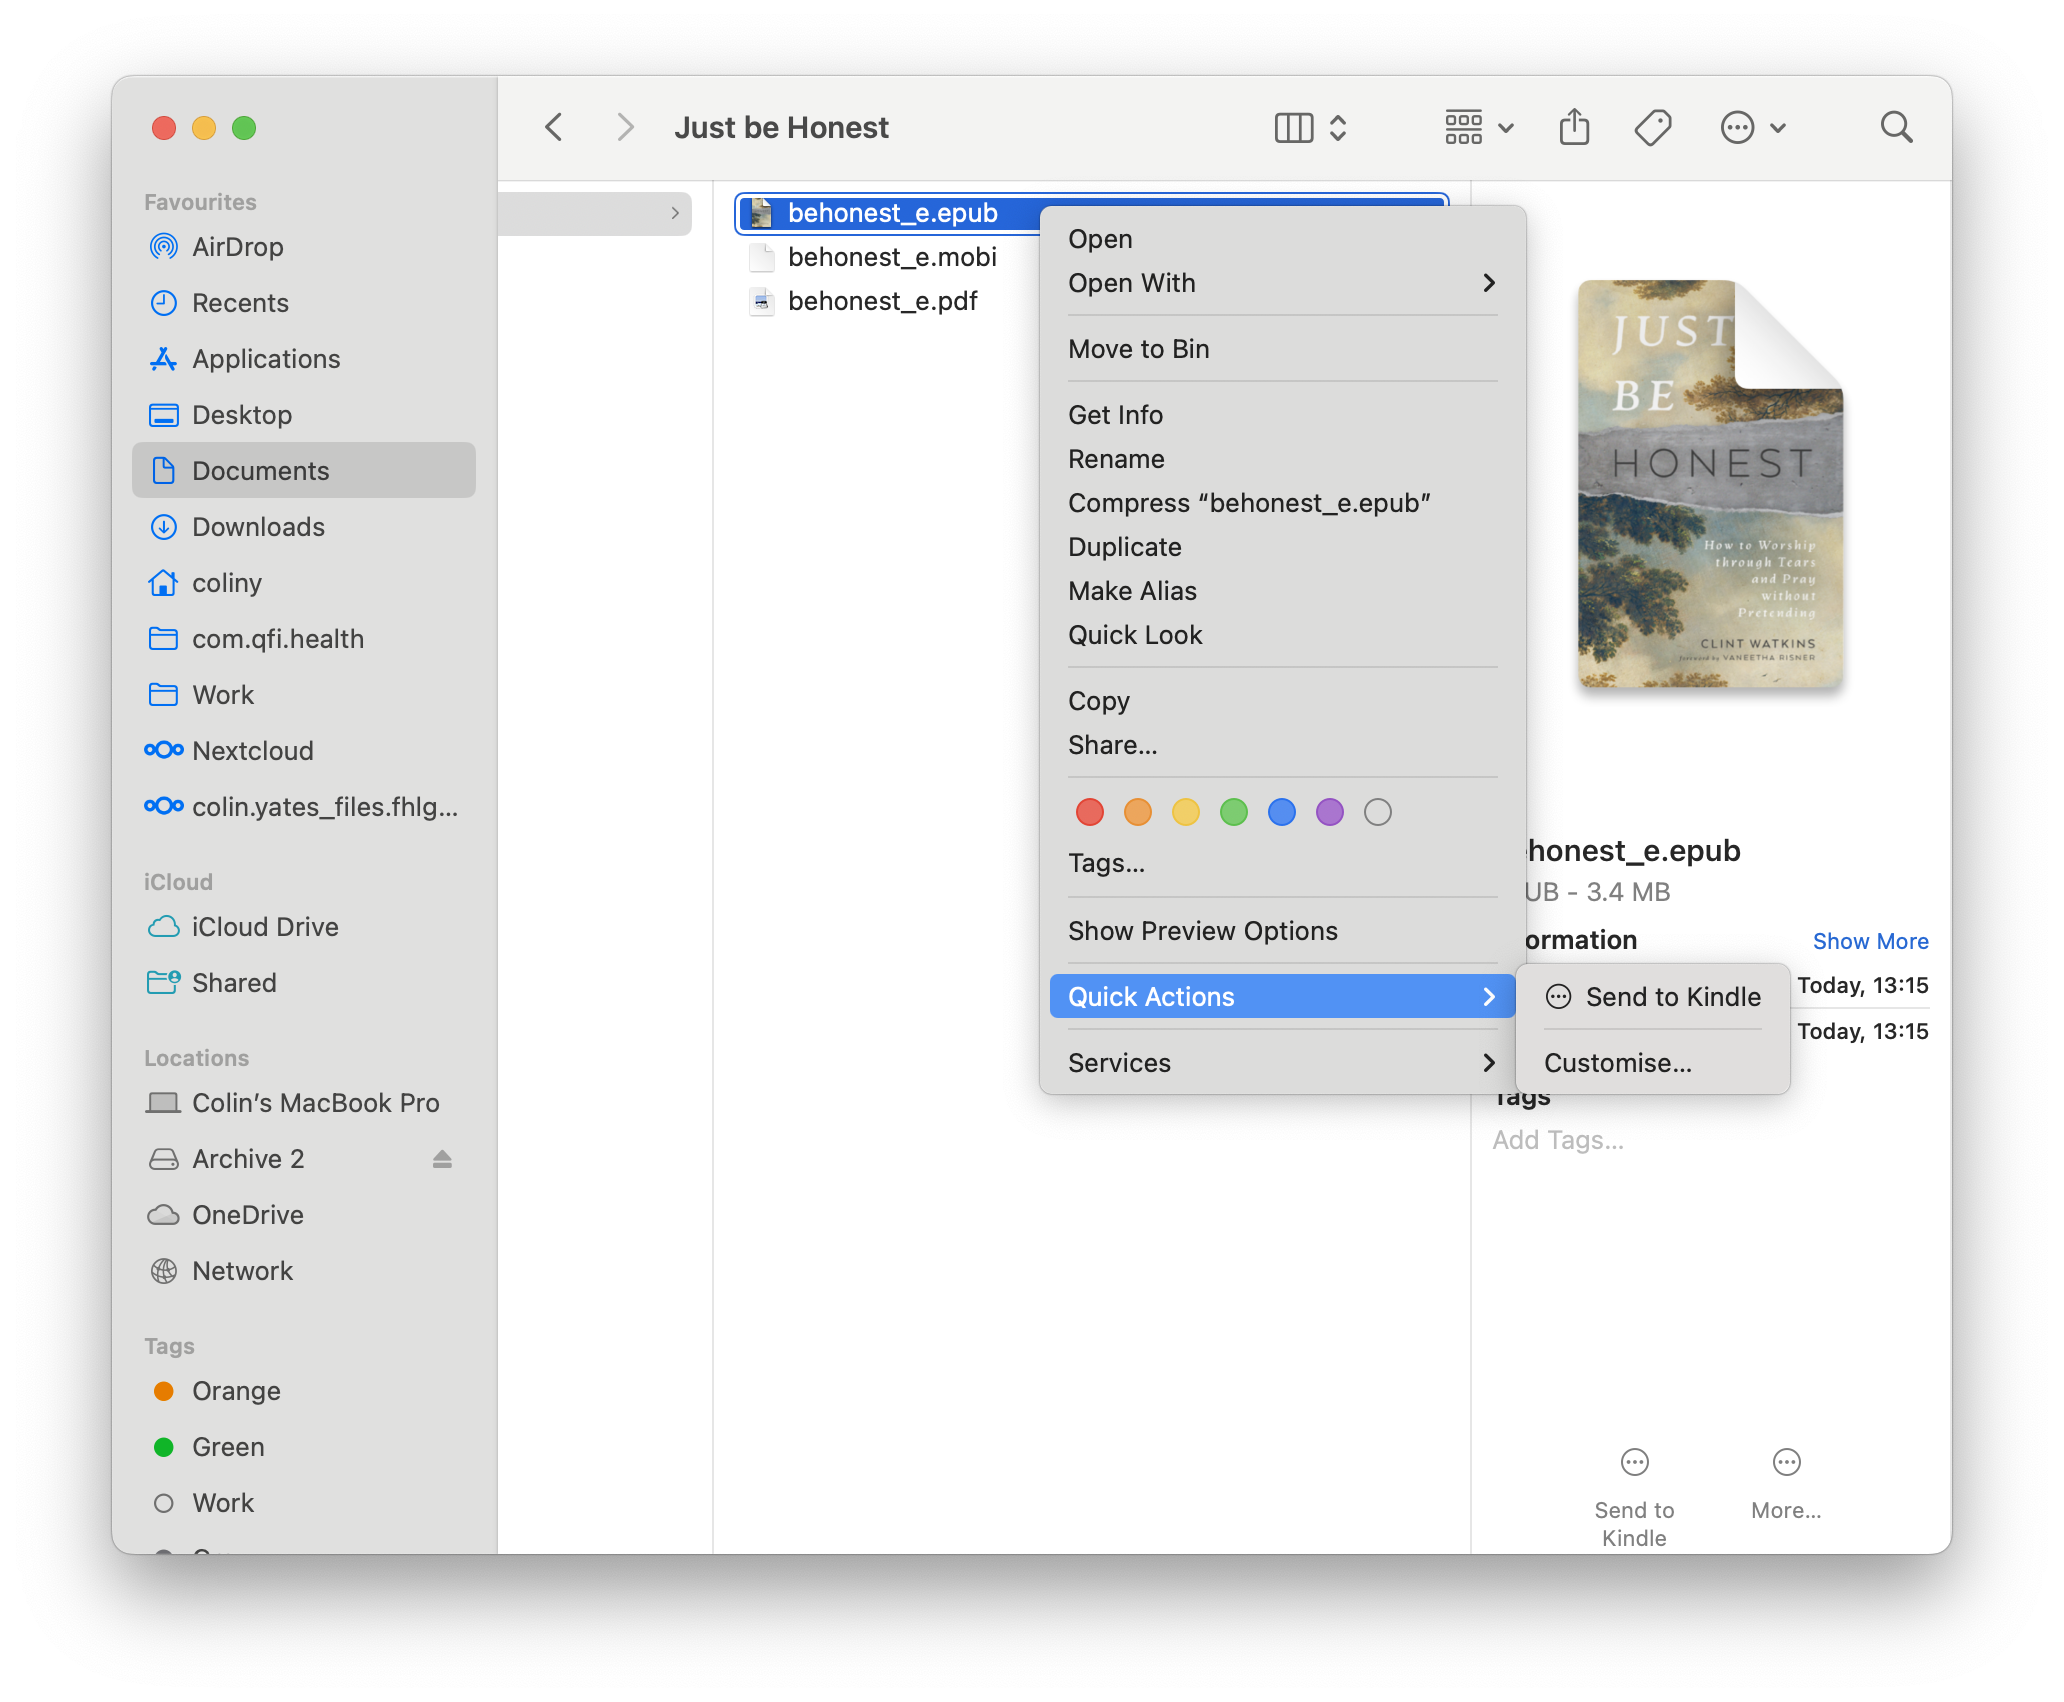 Just be Honest
Favourites
AirDrop
Recents
Applications
Desktop
Documents
Downloads
coliny
com.qfi.health
Work
Nextcloud
colin.yates_files.fhlg...
iCloud
iCloud Drive
Shared
Locations
Colin's MacBook Pro
Archive 2
OneDrive
Network
Tags
Orange
Green
Work
behonest_e.epub
behonest_e.mobi
behonest_e.pdf
Open
Open With
Move to Bin
Get Info
Rename
Compress “behonest_e.epub”
Duplicate
Make Alias
Quick Look
Copy
Share...
Tags...
Show Preview Options
Quick Actions
Services
Send to Kindle
Customise...
JUST
BE
HONEST
How to Worship
through Tears
and Pray
without
Pretending
CLINT WATKINS
foreword by VANEETHA RISNER
honest_e.epub
UB - 3.4 MB
ormation
Show More
Today, 13:15
Today, 13:15
Tags
Add Tags...
Send to
Kindle
More...